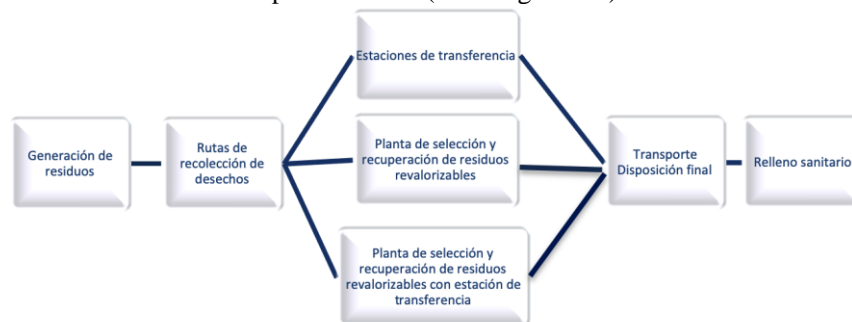 Generación de
residuos
Rutas de
recolección de
desechos
Estaciones de transferencia
Planta de selección y
recuperación de residuos
revalorizables
Planta de selección y
recuperación de residuos
revalorizables con estación de
transferencia
Transporte
Disposición final
Relleno sanitario